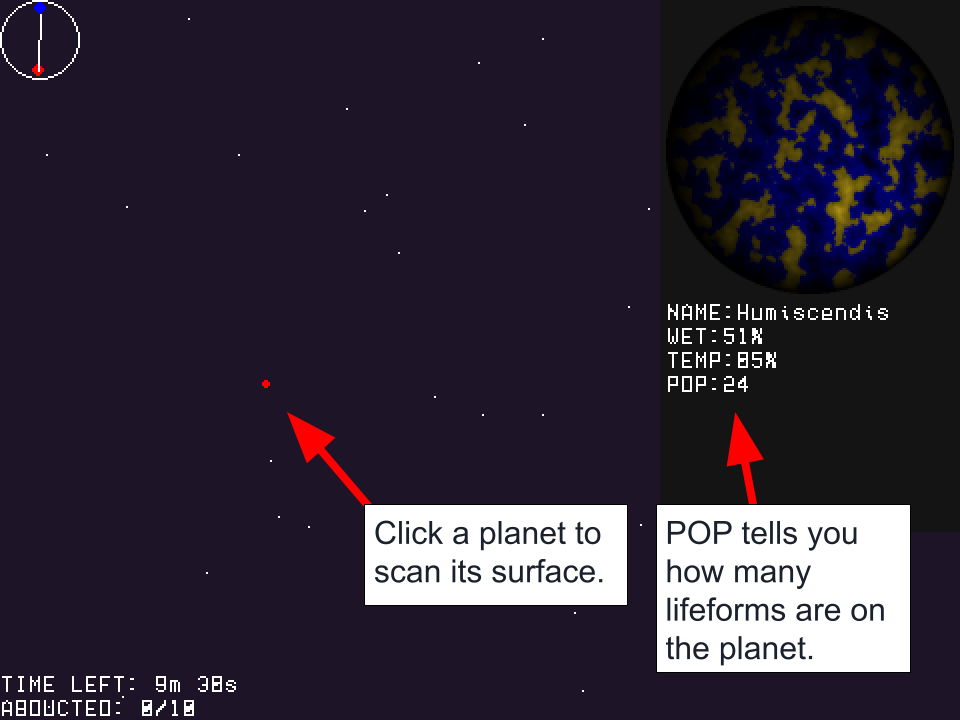 NAME:Humiscendis
WET:51%
TEMP:85%
POP:24
Click a planet to
scan its surface.
POP tells you
how many
lifeforms are on
the planet.
TIME LEFT: 9m 38s
ABDUCTED: 0/10